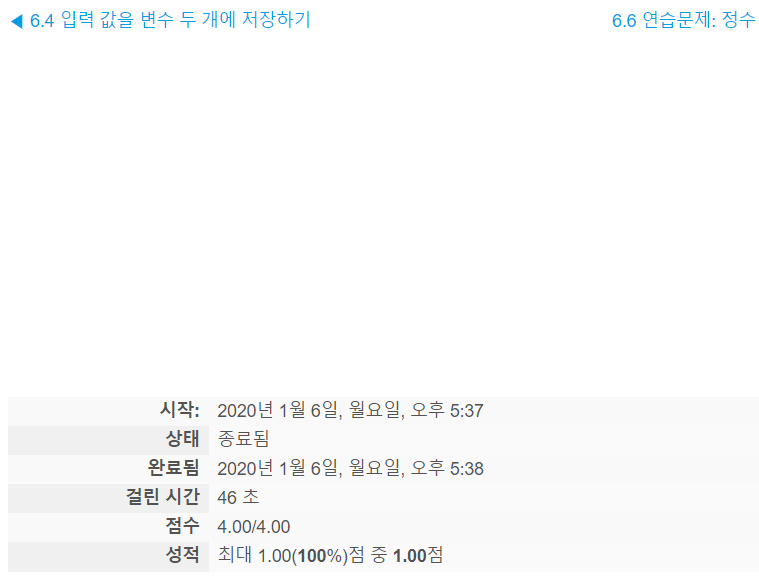 ◀ 6.4 입력 값을 변수 두 개에 저장하기 6.6 연습문제: 정수
시작: 2020년 1월 6일, 월요일, 오후 5:37
상태 종료됨
완료됨 2020년 1월 6일, 월요일, 오후 5:38
걸린 시간 46 초
점수 4.00/4.00
성적 최대 1.00(100%)점 중 1.00점